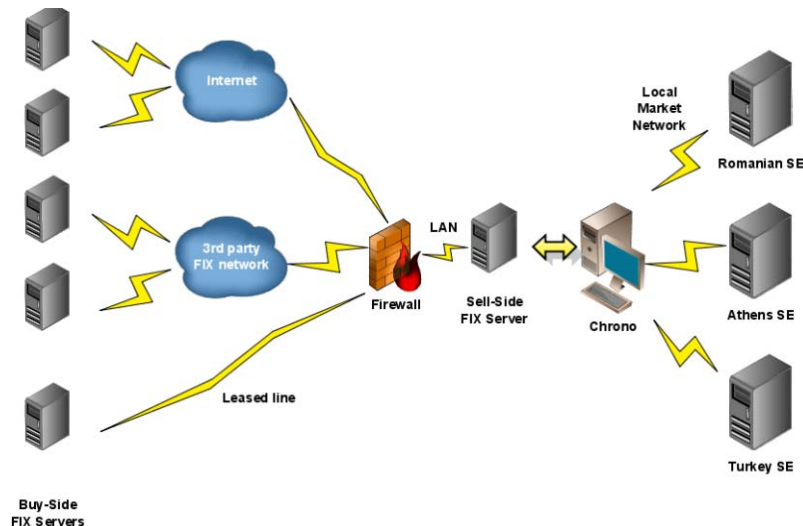 Internet
Local
Market
Network
Romanian SE
3rd party
FIX network
LAN
Firewall
Sell-Side
FIX Server
Chrono
Athens SE
Leased line
Turkey SE
Buy-Side
FIX Servers